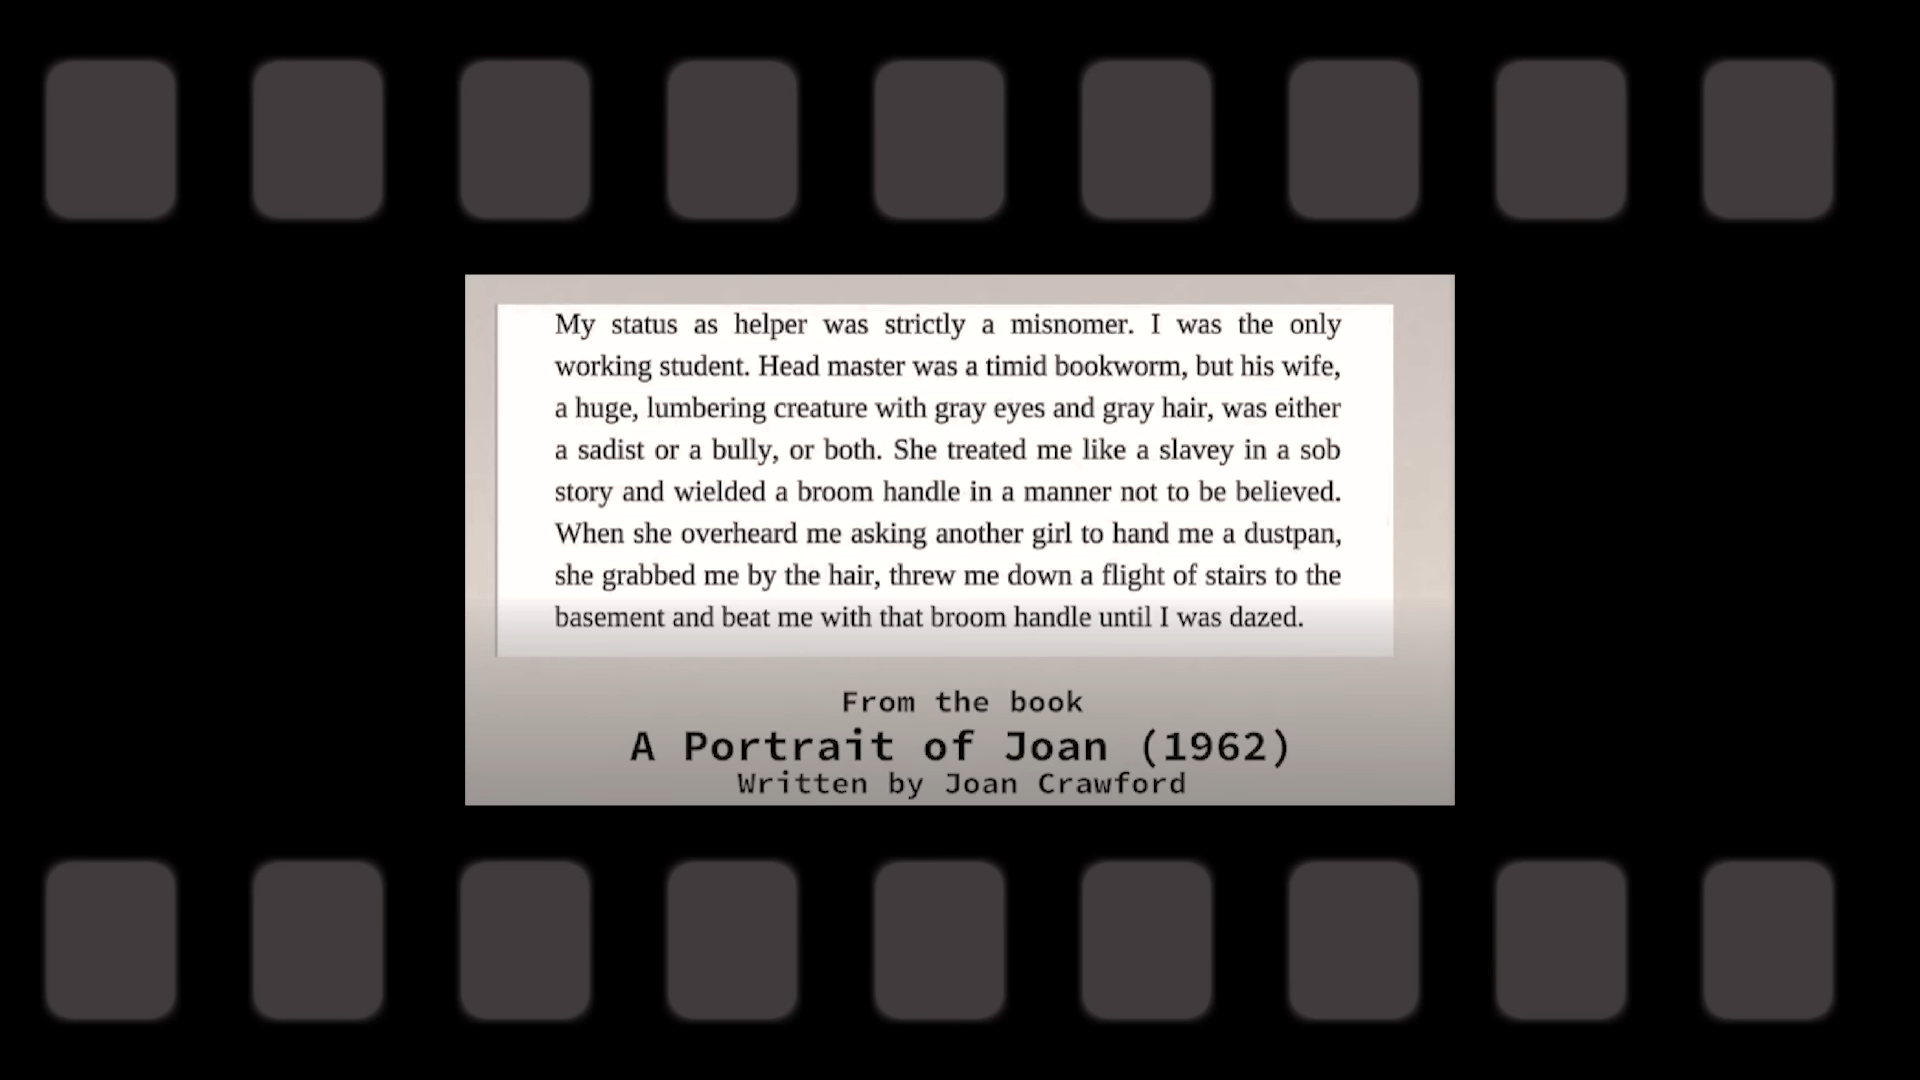 My status as helper was strictly a misnomer. I was the only
working student. Head master was a timid bookworm, but his wife,
a huge, lumbering creature with gray eyes and gray hair, was either
a sadist or a bully, or both. She treated me like a slavey in a sob
story and wielded a broom handle in a manner not to be believed.
When she overheard me asking another girl to hand me a dustpan,
she grabbed me by the hair, threw me down a flight of stairs to the
basement and beat me with that broom handle until I was dazed.
From the book
A Portrait of Joan (1962)
Written by Joan Crawford